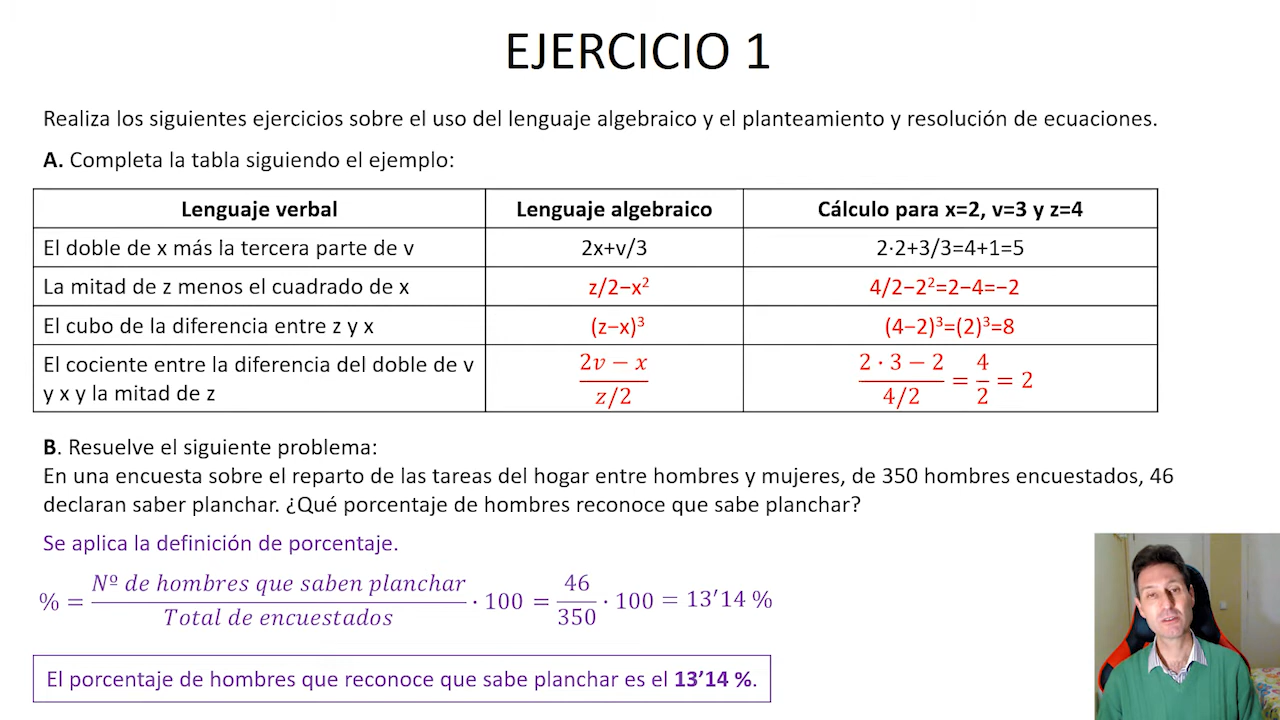 EJERCICIO 1
Realiza los siguientes ejercicios sobre el uso del lenguaje algebraico y el planteamiento y resolución de ecuaciones.
A. Completa la tabla siguiendo el ejemplo:
Lenguaje verbal Lenguaje algebraico Cálculo para x=2, v=3 y z=4
El doble de x más la tercera parte de v 2x+v/3 2·2+3/3=4+1=5
La mitad de z menos el cuadrado de x z/2−x² 4/2−2²=2−4=−2
El cubo de la diferencia entre z y x (z−x)³ (4−2)³=(2)³=8
El cociente entre la diferencia del doble de v
y x y la mitad de z
2v − x
z/2
2 · 3 − 2
4/2
=
4
2
= 2
B. Resuelve el siguiente problema:
En una encuesta sobre el reparto de las tareas del hogar entre hombres y mujeres, de 350 hombres encuestados, 46
declaran saber planchar. ¿Qué porcentaje de hombres reconoce que sabe planchar?
Se aplica la definición de porcentaje.
% =
Nº de hombres que saben planchar
Total de encuestados
· 100 =
46
350
· 100 = 13′14 %
El porcentaje de hombres que reconoce que sabe planchar es el 13’14 %.